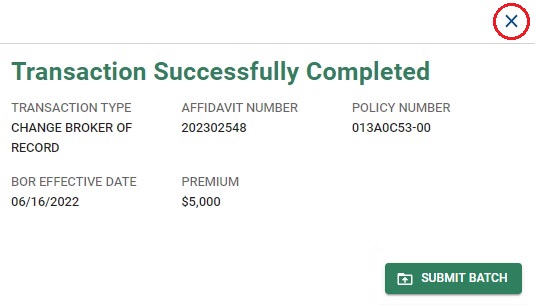 Transaction Successfully Completed
TRANSACTION TYPE
CHANGE BROKER OF
RECORD
AFFIDAVIT NUMBER
202302548
POLICY NUMBER
013A0C53-00
BOR EFFECTIVE DATE
06/16/2022
PREMIUM
$5,000
SUBMIT BATCH